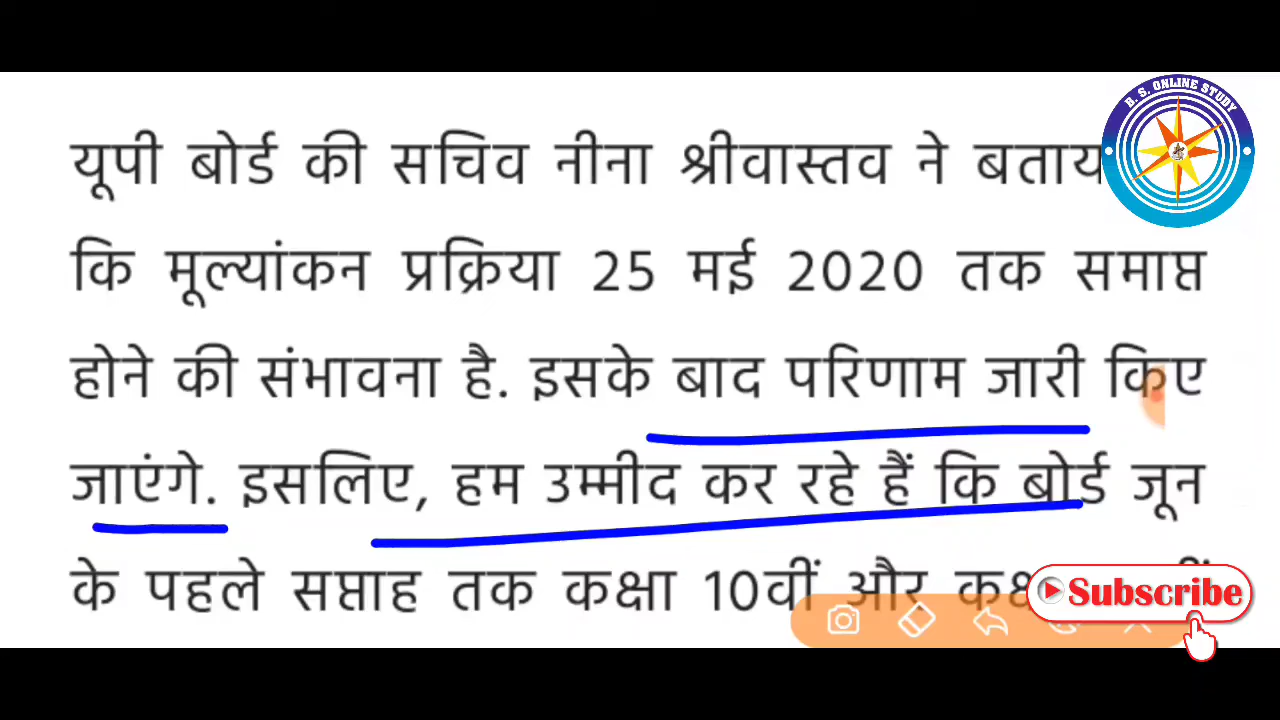 B. S. ONLINE STUDY
यूपी बोर्ड की सचिव नीना श्रीवास्तव ने
कि मूल्यांकन प्रक्रिया 25 मई 2020 तक समाप्त
होने की संभावना है. इसके बाद परिणाम जारी किए
जाएंगे. इसलिए, हम उम्मीद कर रहे हैं कि बोर्ड जून
के पहले सप्ताह तक कक्षा 10वीं और
Subscribe